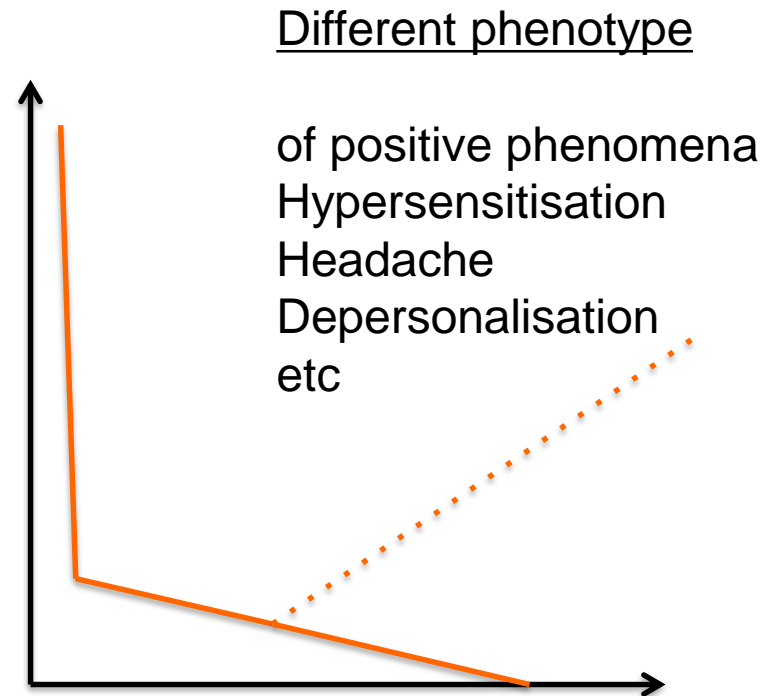 Different phenotype
of positive phenomena
Hypersensitisation
Headache
Depersonalisation
etc